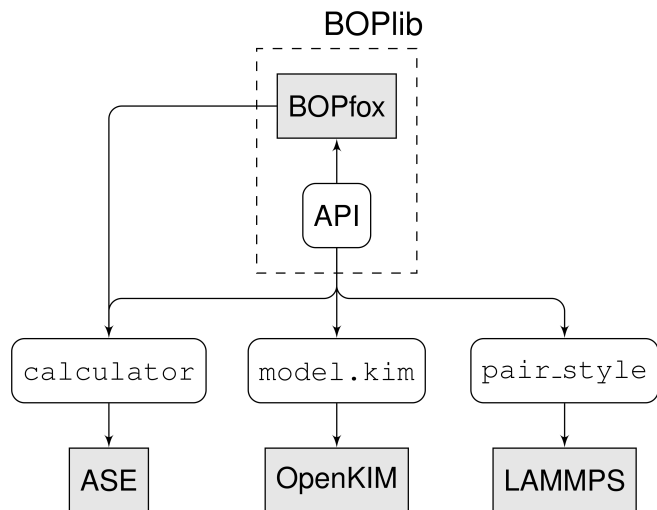 BOPlib
BOPfox
API
calculator
model.kim
pair_style
ASE
OpenKIM
LAMMPS